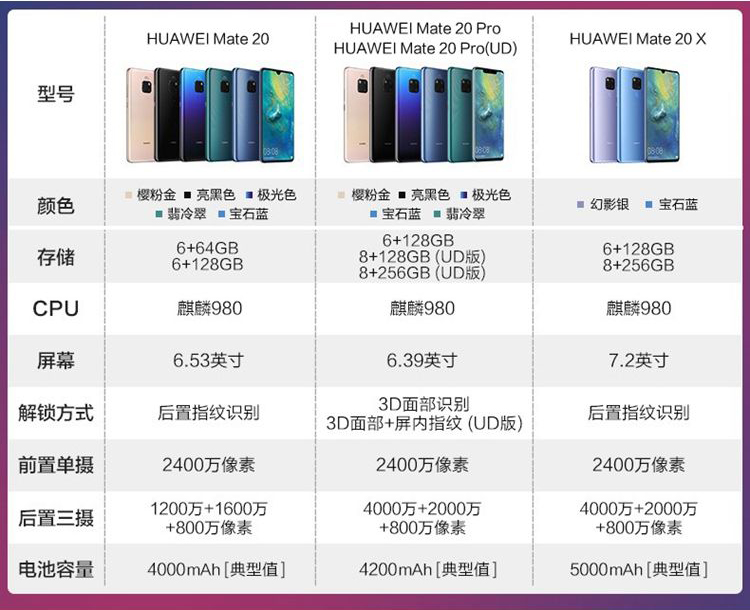 型号
HUAWEI Mate 20
HUAWEI Mate 20 Pro
HUAWEI Mate 20 Pro(UD)
HUAWEI Mate 20 X
颜色
樱粉金 亮黑色 极光色
翡冷翠 宝石蓝
樱粉金 亮黑色 极光色
宝石蓝 翡冷翠
幻影银 宝石蓝
存储
6+64GB
6+128GB
6+128GB
8+128GB (UD版)
8+256GB (UD版)
6+128GB
8+256GB
CPU
麒麟980
麒麟980
麒麟980
屏幕
6.53英寸
6.39英寸
7.2英寸
解锁方式
后置指纹识别
3D面部识别
3D面部+屏内指纹 (UD版)
后置指纹识别
前置单摄
2400万像素
2400万像素
2400万像素
后置三摄
1200万+1600万
+800万像素
4000万+2000万
+800万像素
4000万+2000万
+800万像素
电池容量
4000mAh [典型值]
4200mAh [典型值]
5000mAh [典型值]